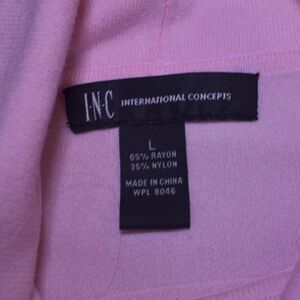 I·N·C INTERNATIONAL CONCEPTS
L
65% RAYON
35% NYLON
MADE IN CHINA
WPL 8046